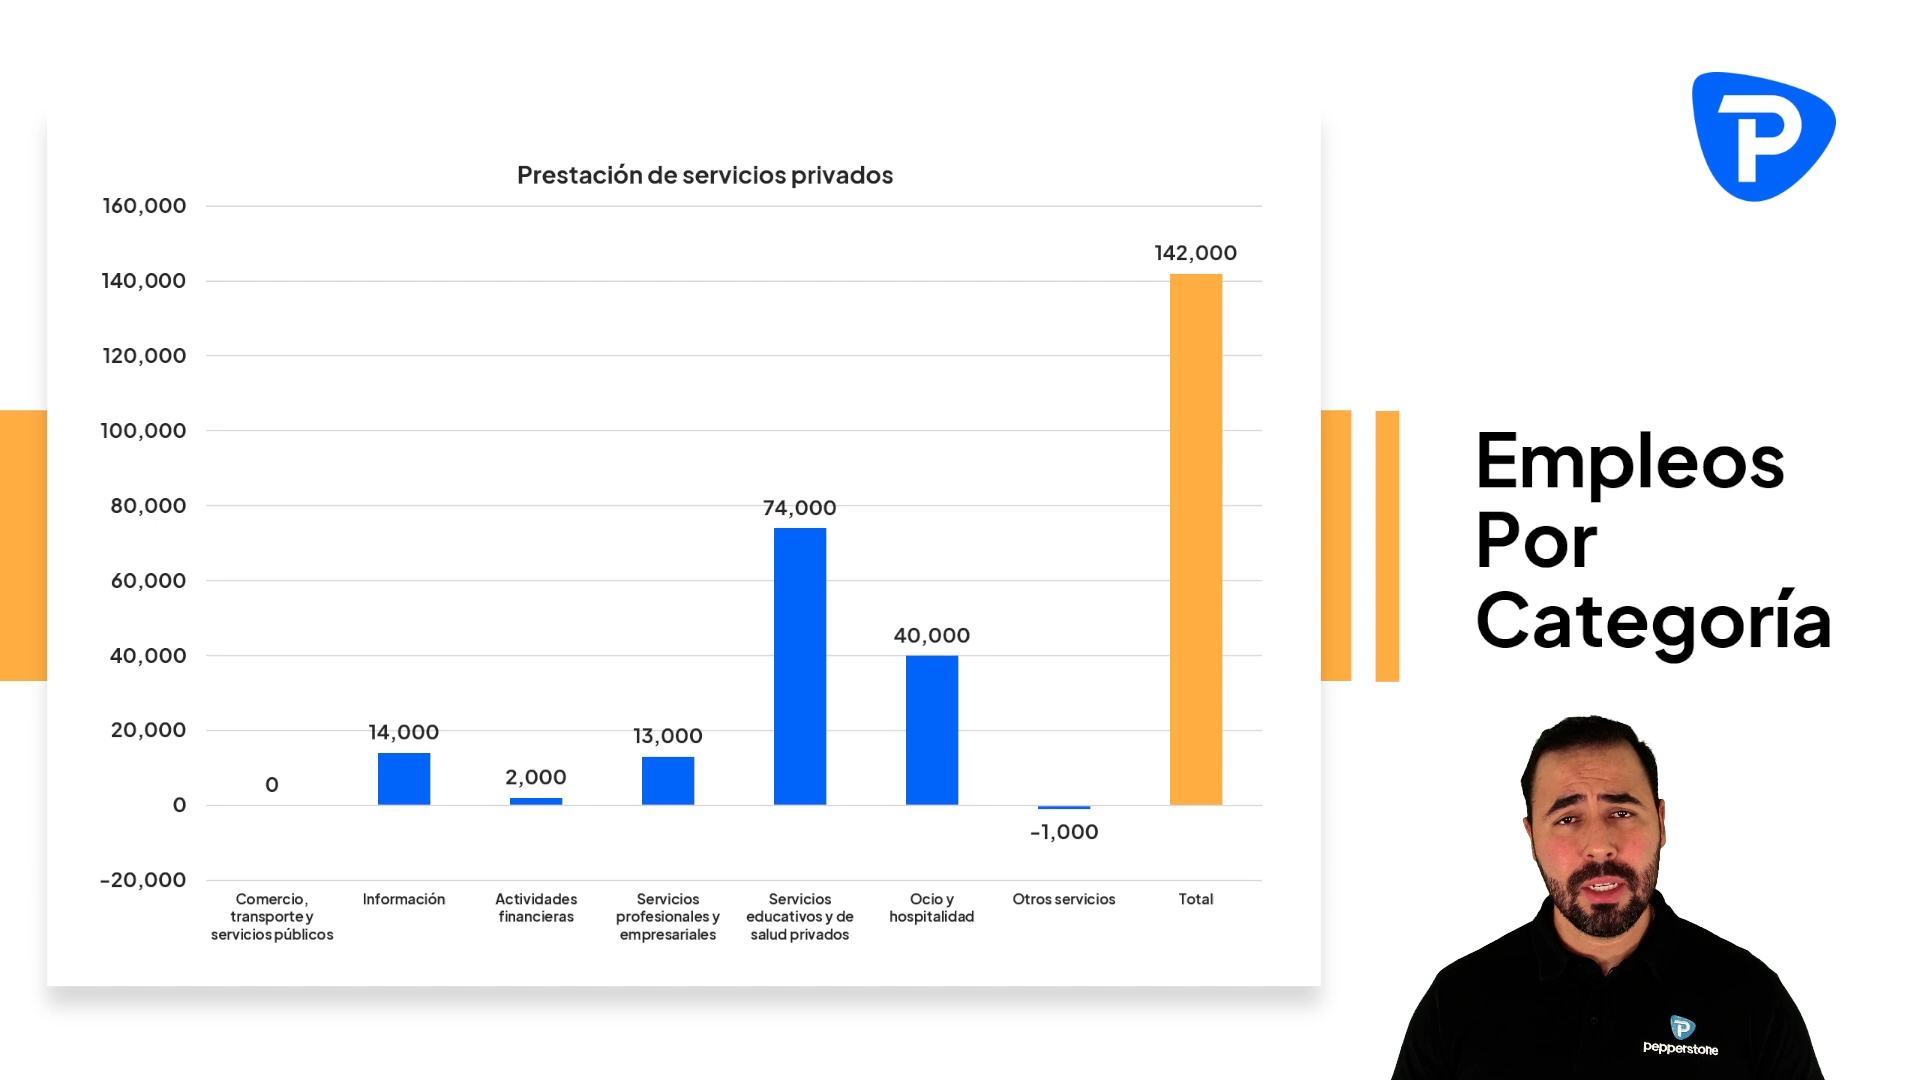 Prestación de servicios privados
160,000
140,000
120,000
100,000
80,000
60,000
40,000
20,000
0
-20,000
0
14,000
2,000
13,000
74,000
40,000
-1,000
142,000
Comercio,
transporte y
servicios públicos
Información
Actividades
financieras
Servicios
profesionales y
empresariales
Servicios
educativos y de
salud privados
Ocio y
hospitalidad
Otros servicios
Total
Empleos
Por
Categoría
pepperstone